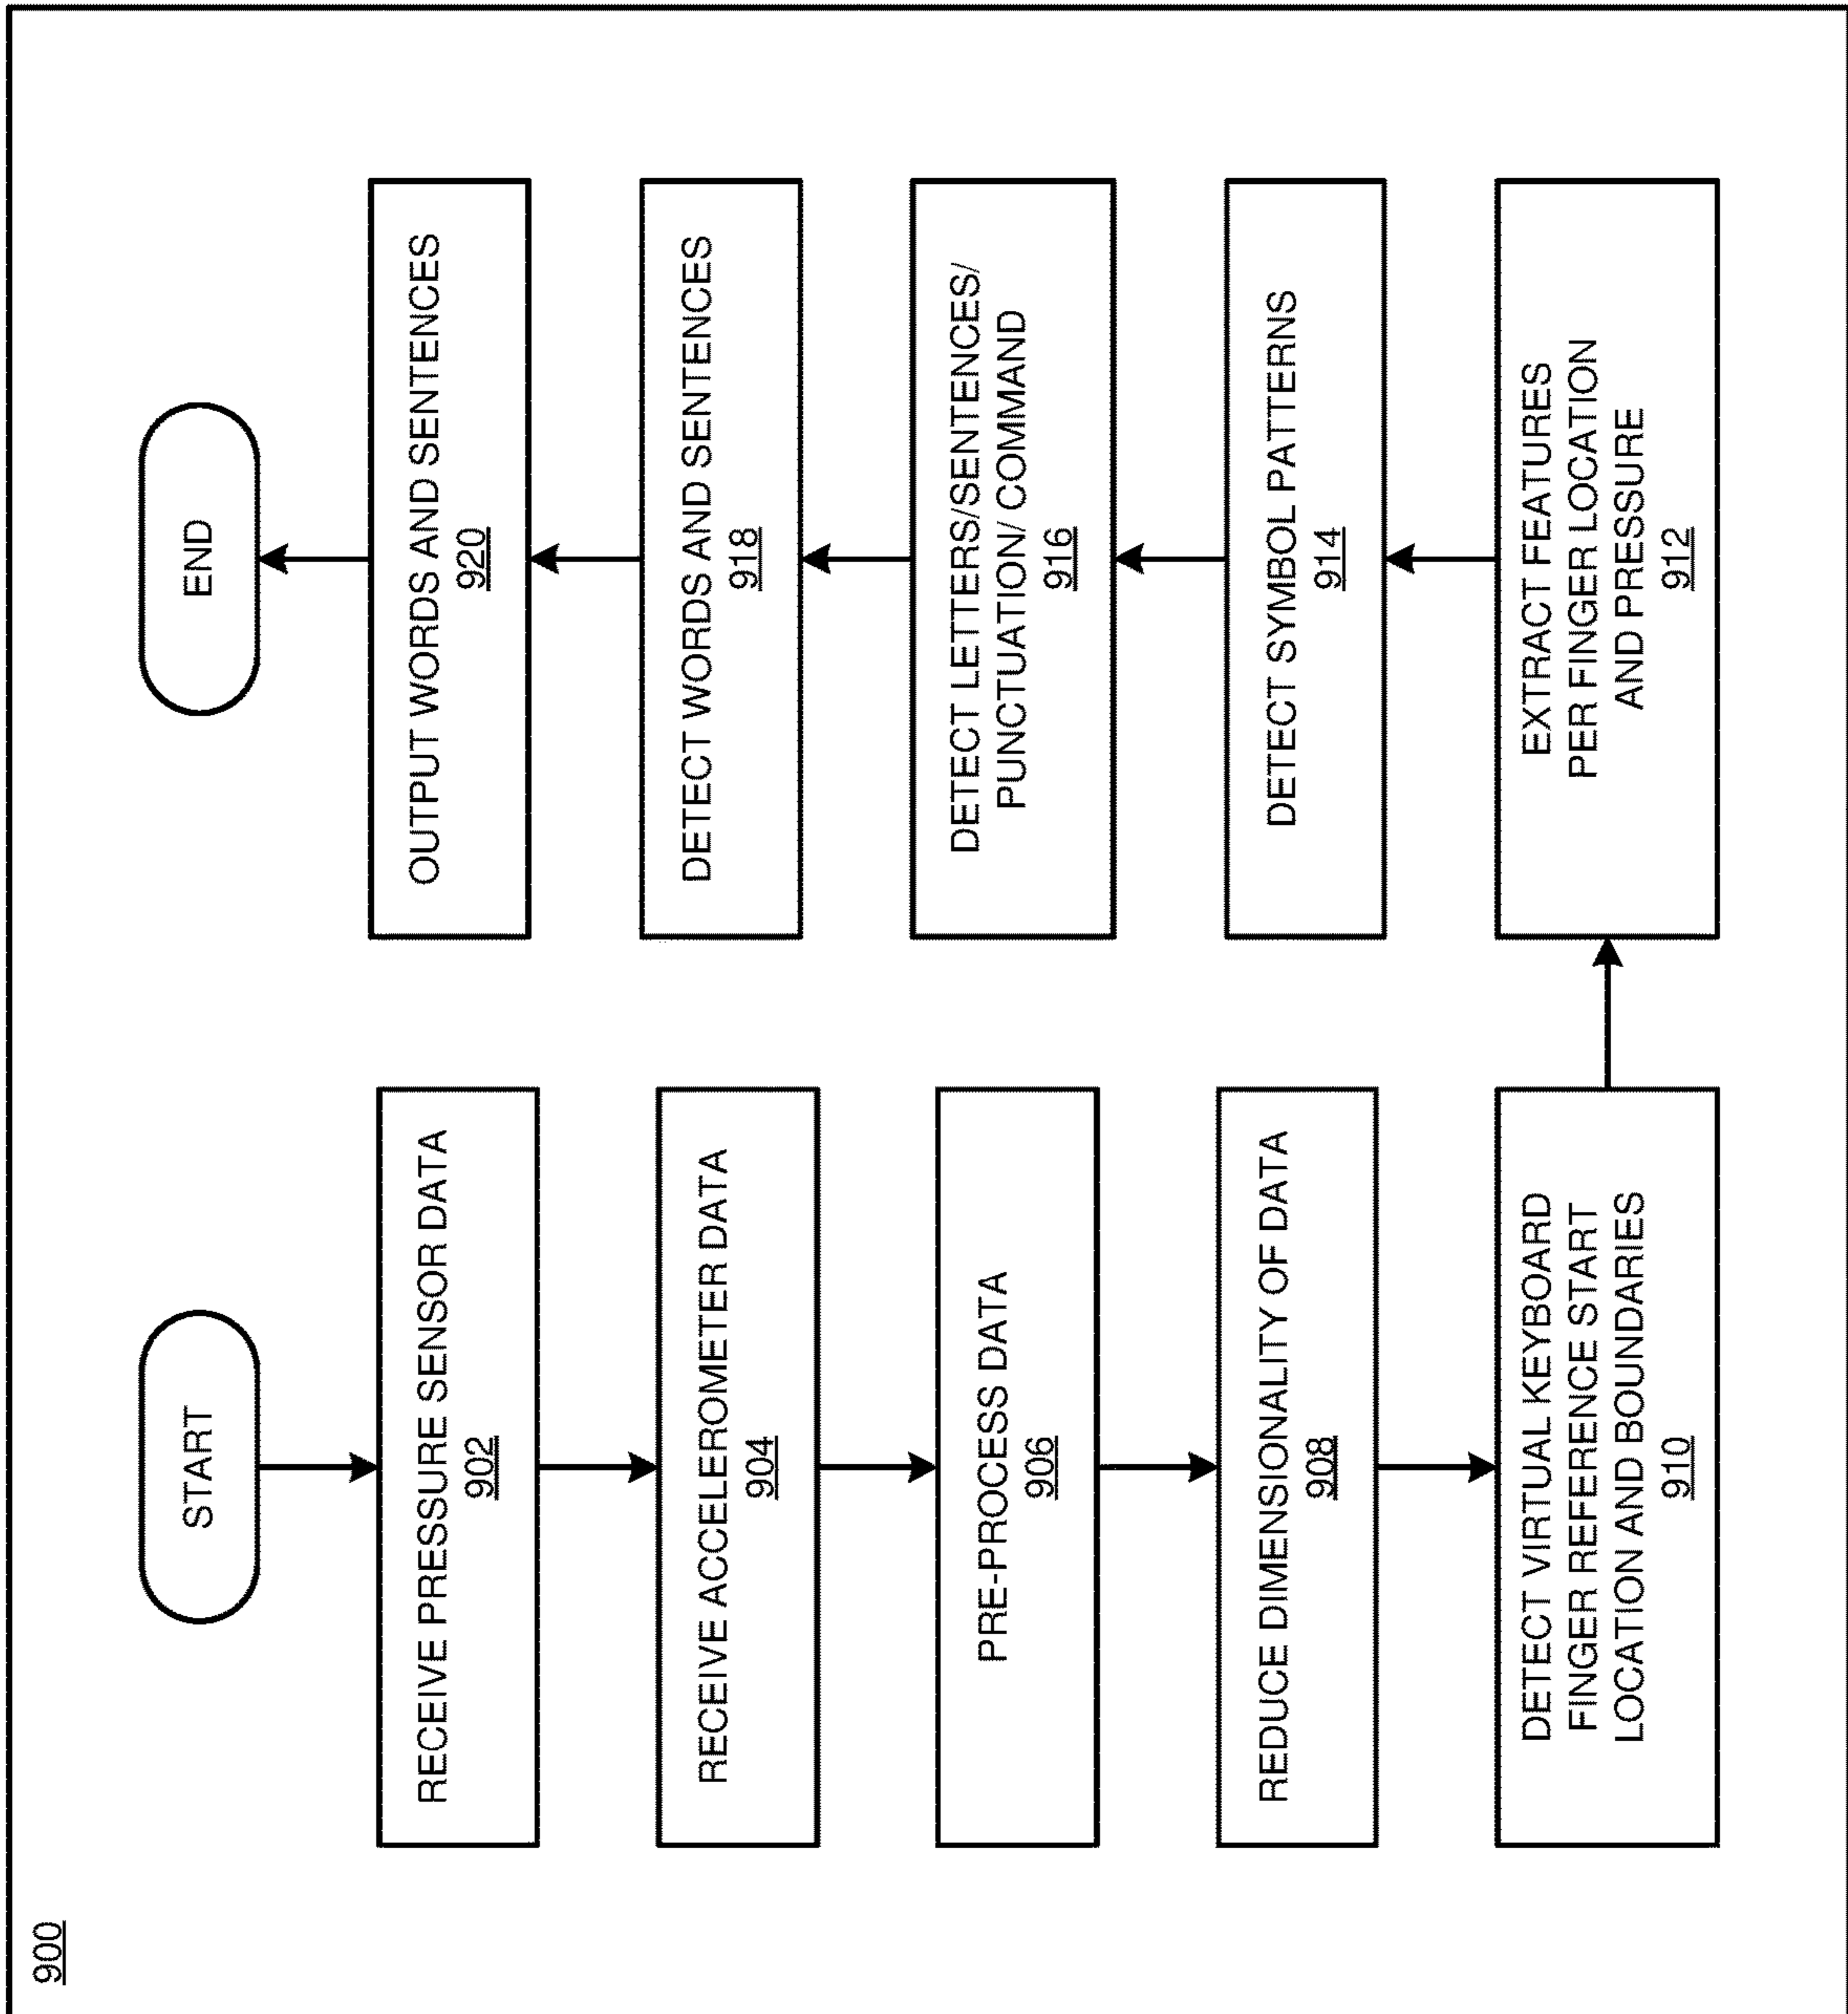 900
START
RECEIVE PRESSURE SENSOR DATA
902
RECEIVE ACCELEROMETER DATA
904
PRE-PROCESS DATA
906
REDUCE DIMENSIONALITY OF DATA
908
DETECT VIRTUAL KEYBOARD
FINGER REFERENCE START
LOCATION AND BOUNDARIES
910
EXTRACT FEATURES
PER FINGER LOCATION
AND PRESSURE
912
DETECT SYMBOL PATTERNS
914
DETECT LETTERS/SENTENCES/
PUNCTUATION/ COMMAND
916
DETECT WORDS AND SENTENCES
918
OUTPUT WORDS AND SENTENCES
920
END